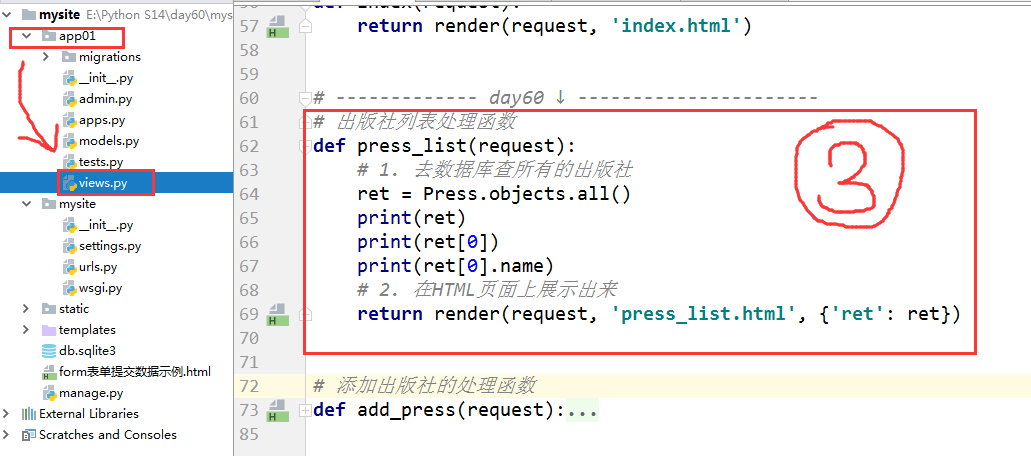 mysite E:\Python S14\day60\mys
app01
migrations
__init__.py
admin.py
apps.py
models.py
tests.py
views.py
mysite
__init__.py
settings.py
urls.py
wsgi.py
static
templates
db.sqlite3
form表单提交数据示例.html
manage.py
External Libraries
Scratches and Consoles
def index(request):
57 return render(request, 'index.html')
58
59
60 # ------------- day60 ↓ ----------------------
61 # 出版社列表处理函数
62 def press_list(request):
63 # 1. 去数据库查所有的出版社
64 ret = Press.objects.all()
65 print(ret)
66 print(ret[0])
67 print(ret[0].name)
68 # 2. 在HTML页面上展示出来
69 return render(request, 'press_list.html', {'ret': ret})
70
71
72 # 添加出版社的处理函数
73 def add_press(request):...
85
3